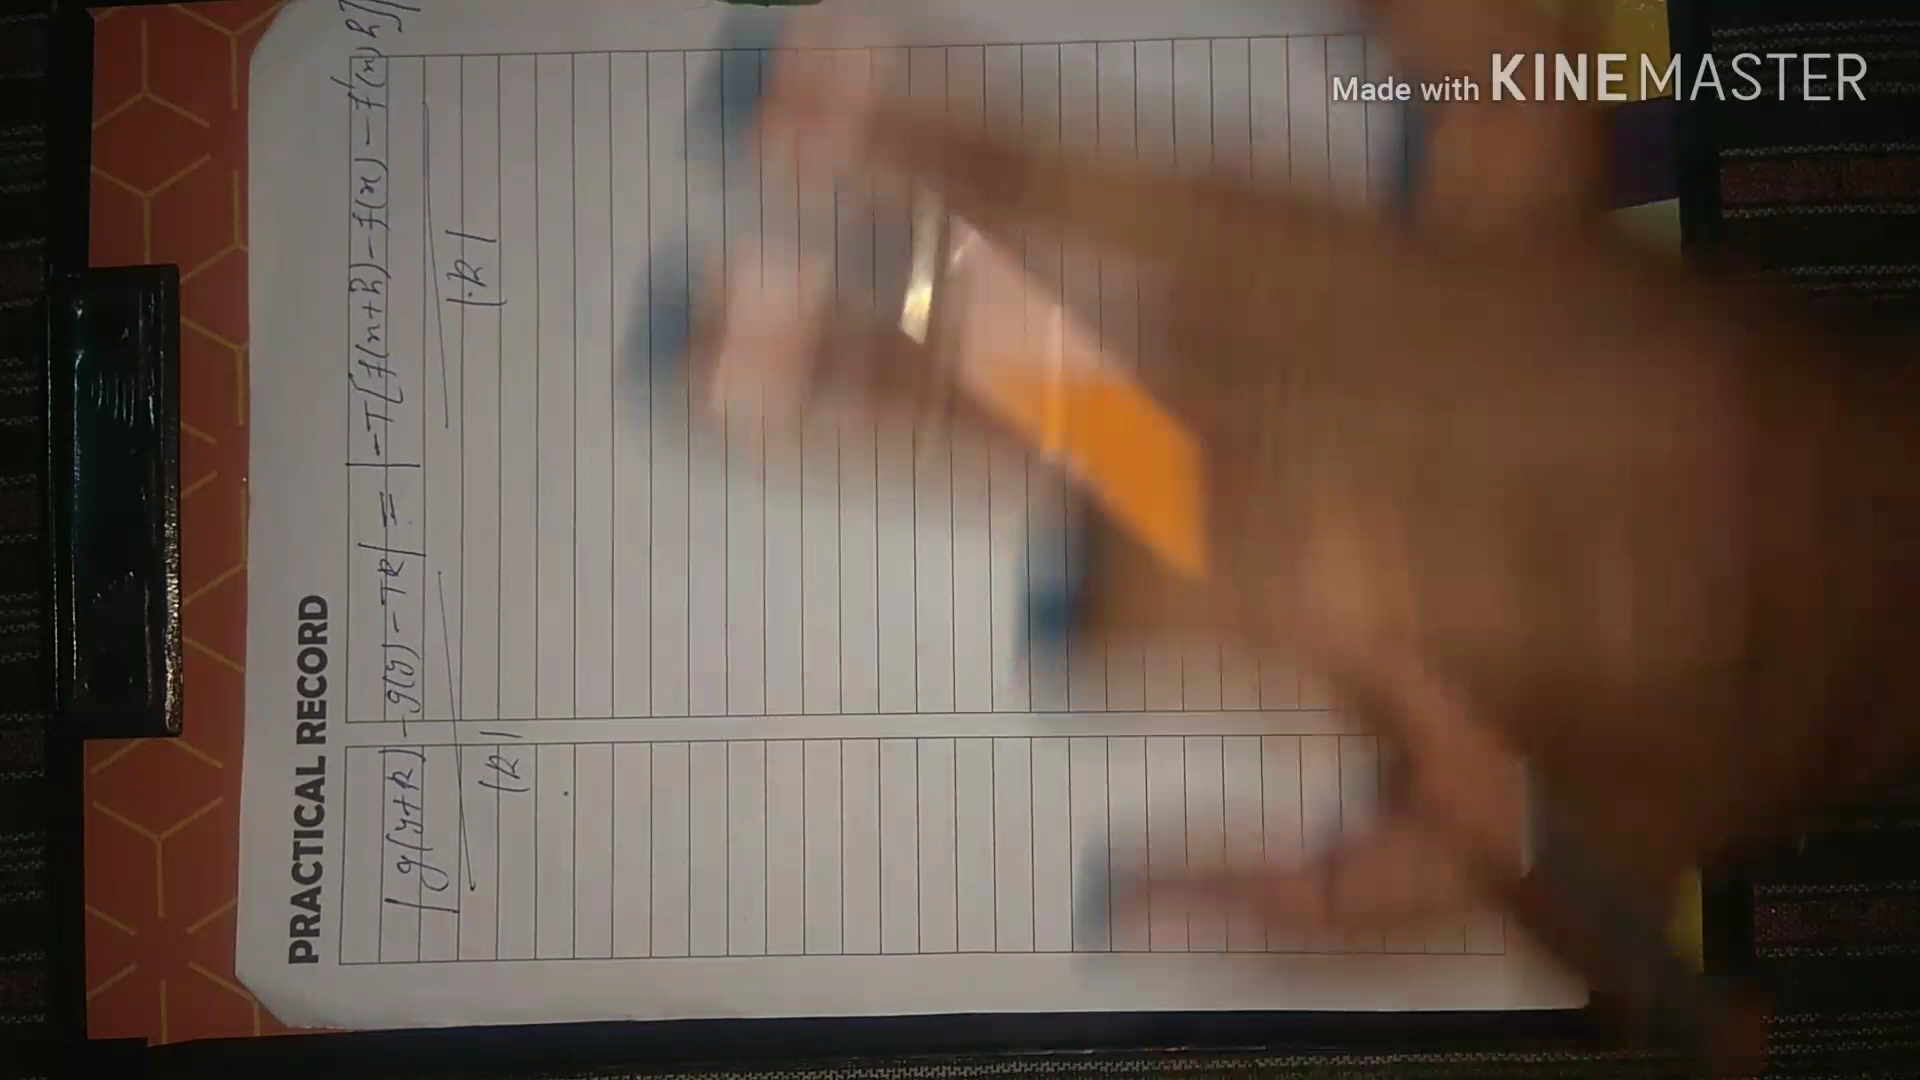 Made with KINEMASTER
PRACTICAL RECORD
|g(y+k) - g(y) - Tk| = |-T[f(x+h) - f(x) - f'(x)h]|
|k| |k|